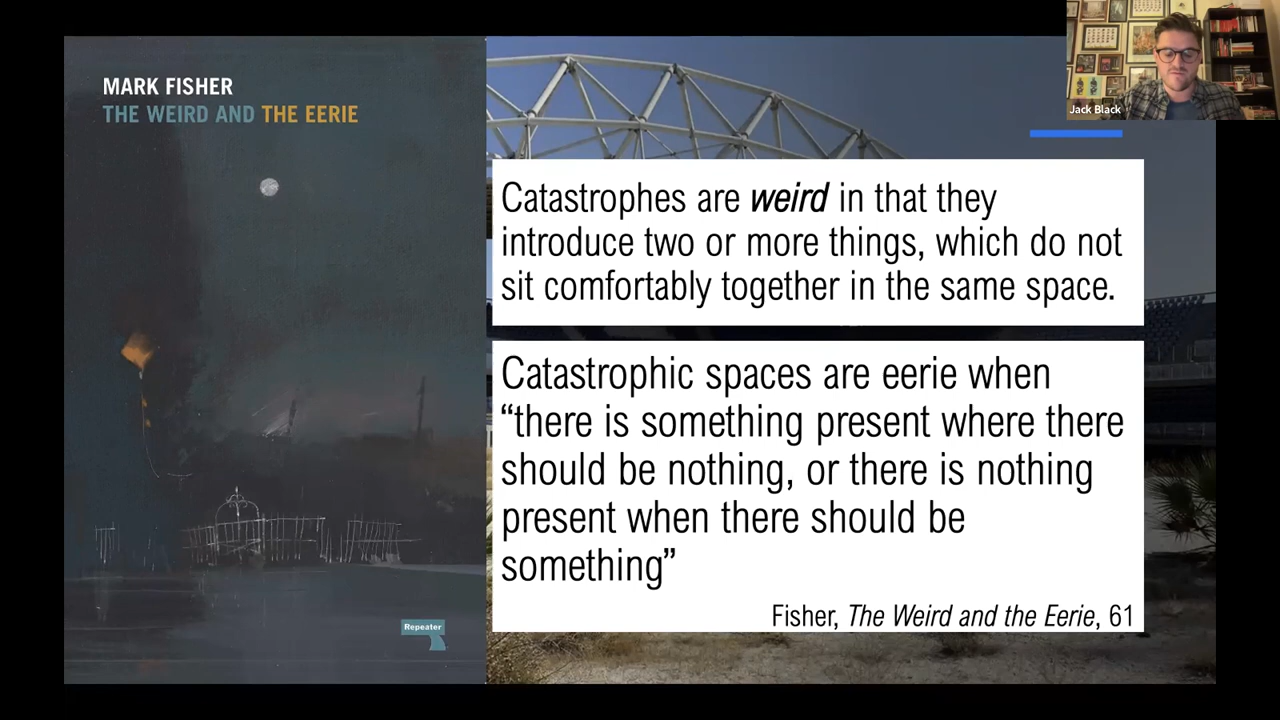 MARK FISHER
THE WEIRD AND THE EERIE
Repeater
Jack Black
Catastrophes are weird in that they
introduce two or more things, which do not
sit comfortably together in the same space.
Catastrophic spaces are eerie when
“there is something present where there
should be nothing, or there is nothing
present when there should be
something”
Fisher, The Weird and the Eerie, 61